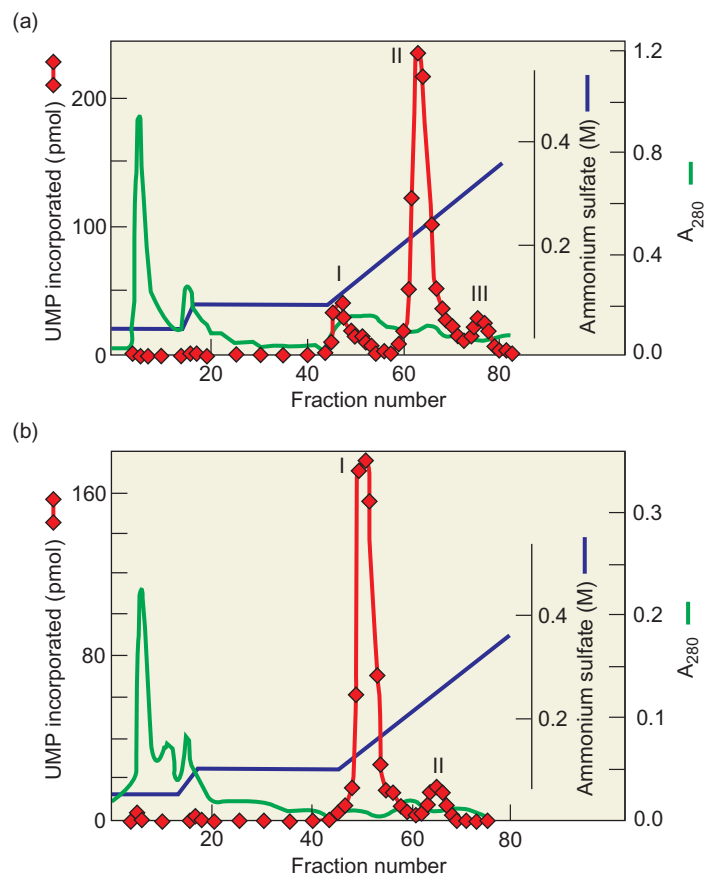 (a)
UMP incorporated (pmol)
200
100
0
I
II
III
20
40
60
80
Fraction number
0.4
0.2
Ammonium sulfate (M)
1.2
0.8
0.4
0.0
A280
(b)
UMP incorporated (pmol)
160
80
0
I
II
20
40
60
80
Fraction number
0.4
0.2
Ammonium sulfate (M)
0.3
0.2
0.1
0.0
A280